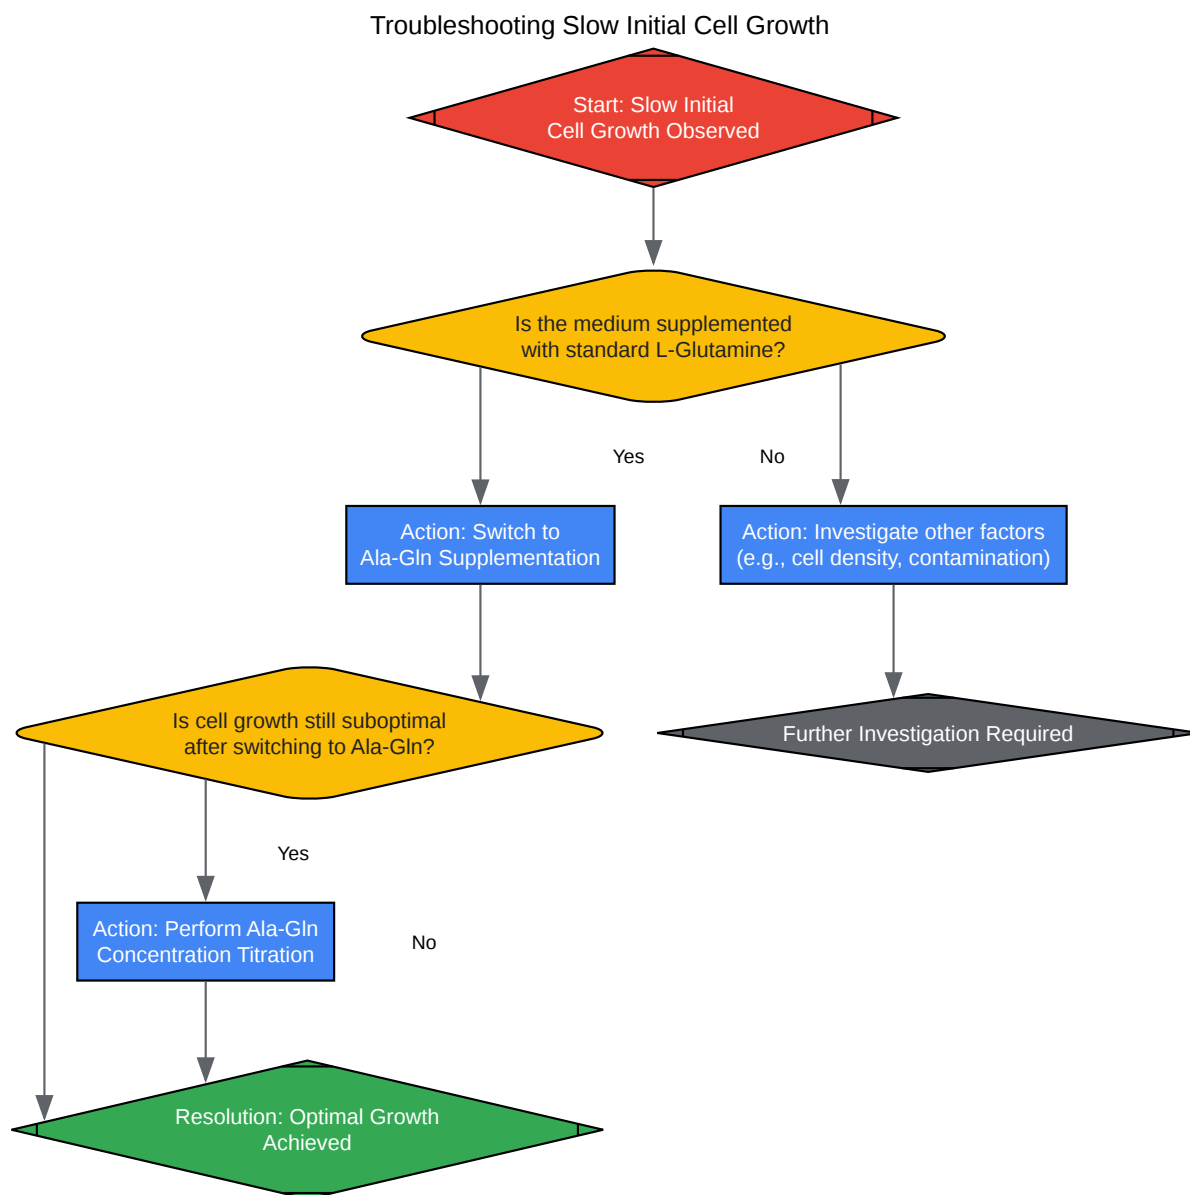 Troubleshooting Slow Initial Cell Growth
Start: Slow Initial
Cell Growth Observed
Is the medium supplemented
with standard L-Glutamine?
Yes
No
Action: Switch to
Ala-Gln Supplementation
Action: Investigate other factors
(e.g., cell density, contamination)
Is cell growth still suboptimal
after switching to Ala-Gln?
Further Investigation Required
Yes
Action: Perform Ala-Gln
Concentration Titration
No
Resolution: Optimal Growth
Achieved